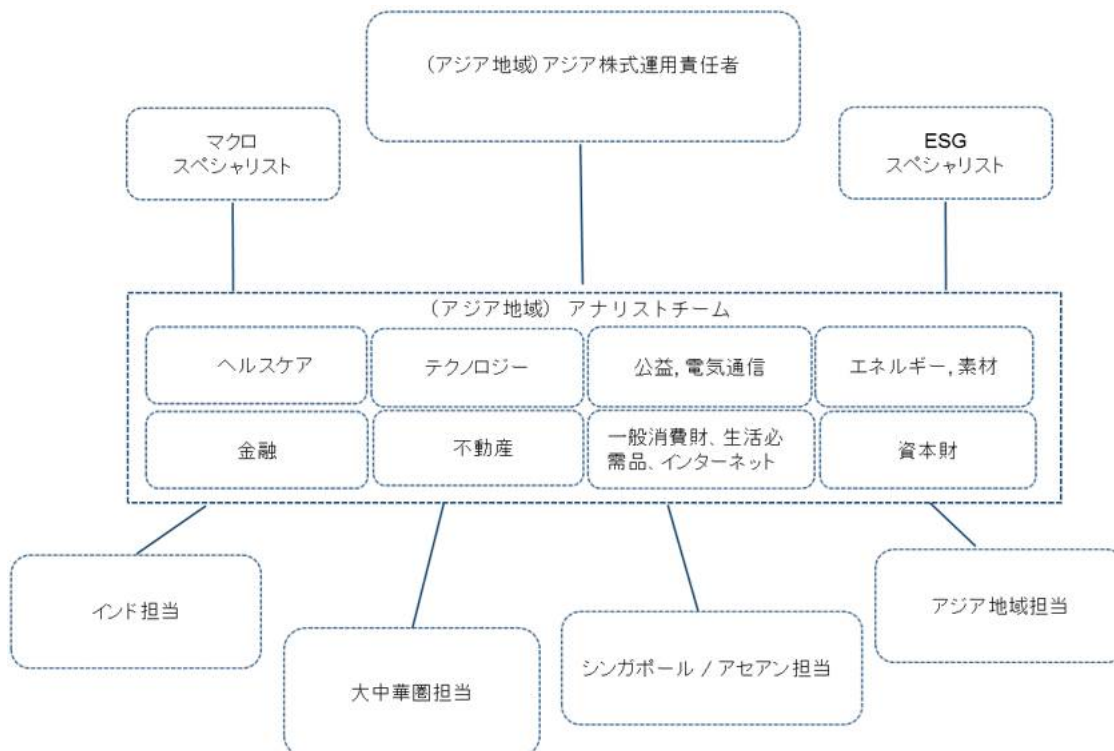 (アジア地域)アジア株式運用責任者
マクロ
スペシャリスト
ESG
スペシャリスト
(アジア地域) アナリストチーム
ヘルスケア
テクノロジー
公益, 電気通信
エネルギー, 素材
金融
不動産
一般消費財、生活必
需品、インターネット
資本財
インド担当
大中華圏担当
シンガポール / アセアン担当
アジア地域担当